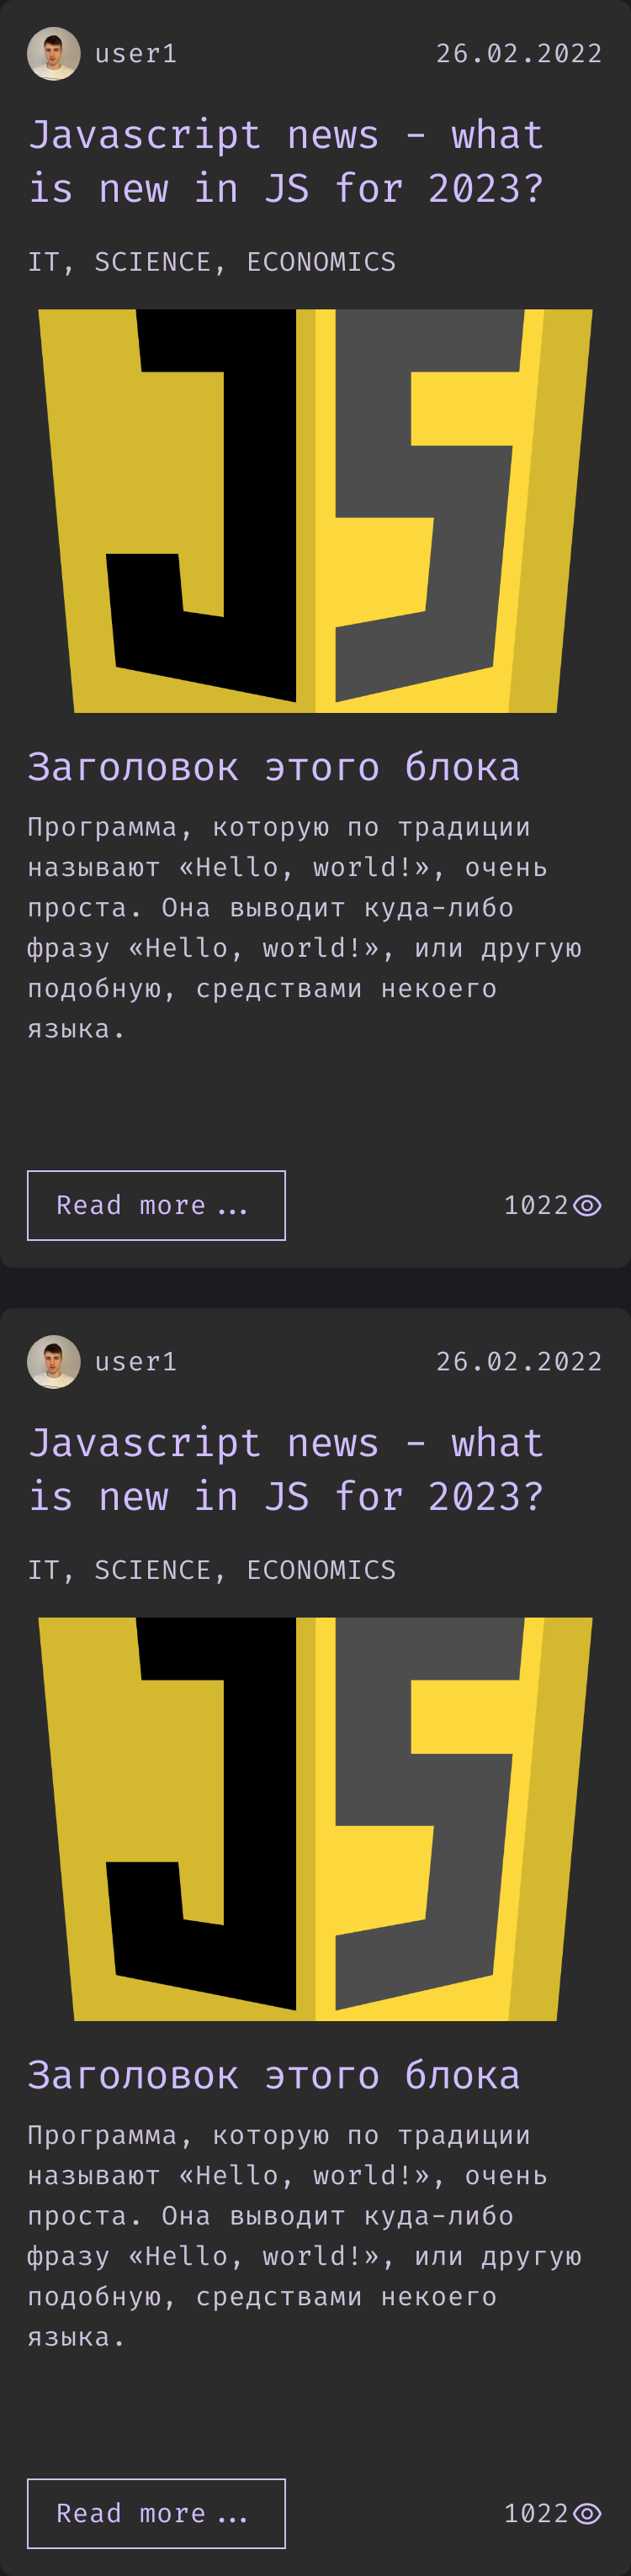 user1 26.02.2022
Javascript news - what
is new in JS for 2023?
IT, SCIENCE, ECONOMICS
JS
Заголовок этого блока
Программа, которую по традиции
называют «Hello, world!», очень
проста. Она выводит куда-либо
фразу «Hello, world!», или другую
подобную, средствами некоего
языка.
Read more... 1022
user1 26.02.2022
Javascript news - what
is new in JS for 2023?
IT, SCIENCE, ECONOMICS
JS
Заголовок этого блока
Программа, которую по традиции
называют «Hello, world!», очень
проста. Она выводит куда-либо
фразу «Hello, world!», или другую
подобную, средствами некоего
языка.
Read more... 1022